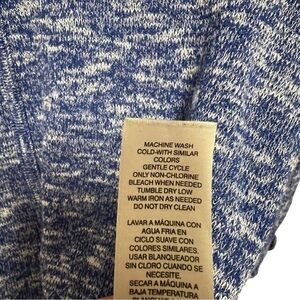 MACHINE WASH
COLD-WITH SIMILAR
COLORS
GENTLE CYCLE
ONLY NON-CHLORINE
BLEACH WHEN NEEDED
TUMBLE DRY LOW
WARM IRON AS NEEDED
DO NOT DRY CLEAN
LAVAR A MÁQUINA CON
AGUA FRIA EN
CICLO SUAVE CON
COLORES SIMILARES.
USAR BLANQUEADOR
SIN CLORO CUANDO SE
NECESITE.
SECAR A MÁQUINA A
BAJA TEMPERATURA